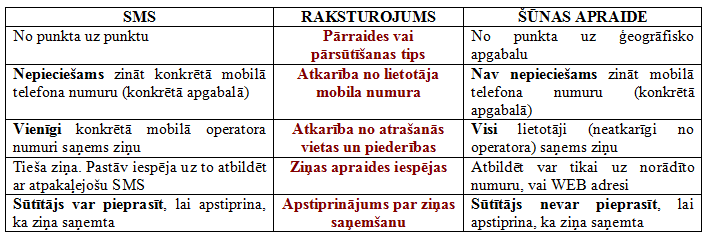 SMS
RAKSTUROJUMS
ŠŪNAS APRAIDE
No punkta uz punktu
Pārraides vai
pārsūtīšanas tips
No punkta uz ģeogrāfisko
apgabalu
Nepieciešams zināt konkrētā mobilā
telefona numuru (konkrētā apgabalā)
Atkarība no lietotāja
mobila numura
Nav nepieciešams zināt mobilā
telefona numuru (konkrētā
apgabalā)
Vienīgi konkrētā mobilā operatora
numuri saņems ziņu
Atkarība no atrašanās
vietas un piederības
Visi lietotāji (neatkarīgi no
operatora) saņems ziņu
Tieša ziņa. Pastāv iespēja uz to atbildēt
ar atpakaļejošu SMS
Ziņas apraides iespējas
Atbildēt var tikai uz norādīto
numuru, vai WEB adresi
Sūtītājs var pieprasīt, lai apstiprina,
ka ziņa saņemta
Apstiprinājums par ziņas
saņemšanu
Sūtītājs nevar pieprasīt, lai
apstiprina, ka ziņa saņemta